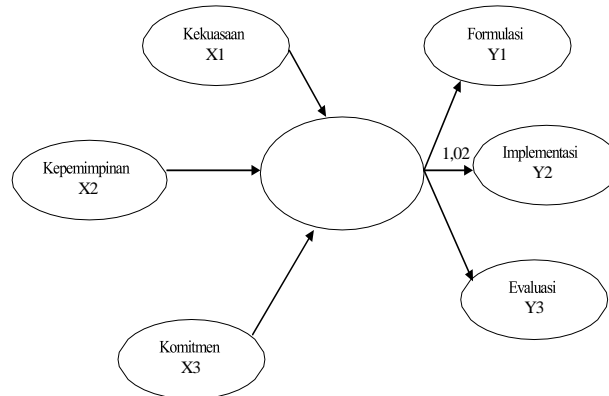 Kekuasaan
X1
Formulasi
Y1
Kepemimpinan
X2
1,02
Implementasi
Y2
Evaluasi
Y3
Komitmen
X3